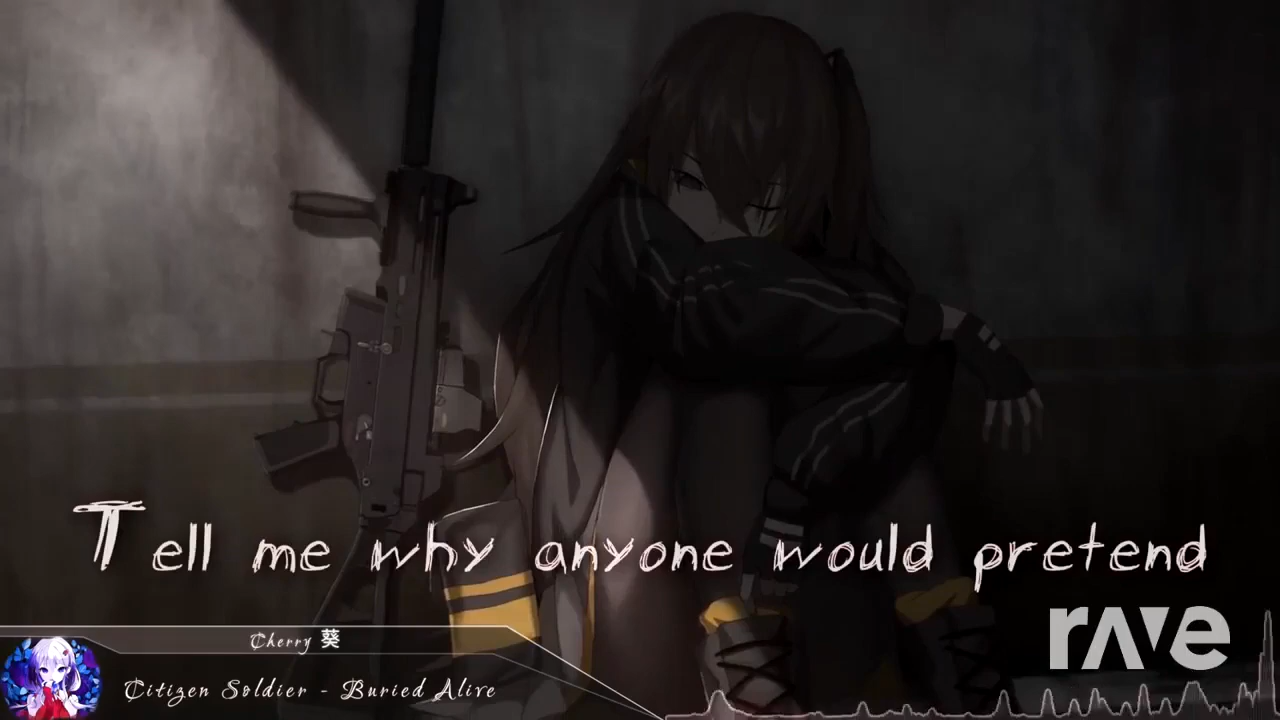 Tell me why anyone would pretend
rave
Cherry 葵
Citizen Soldier - Buried Alive